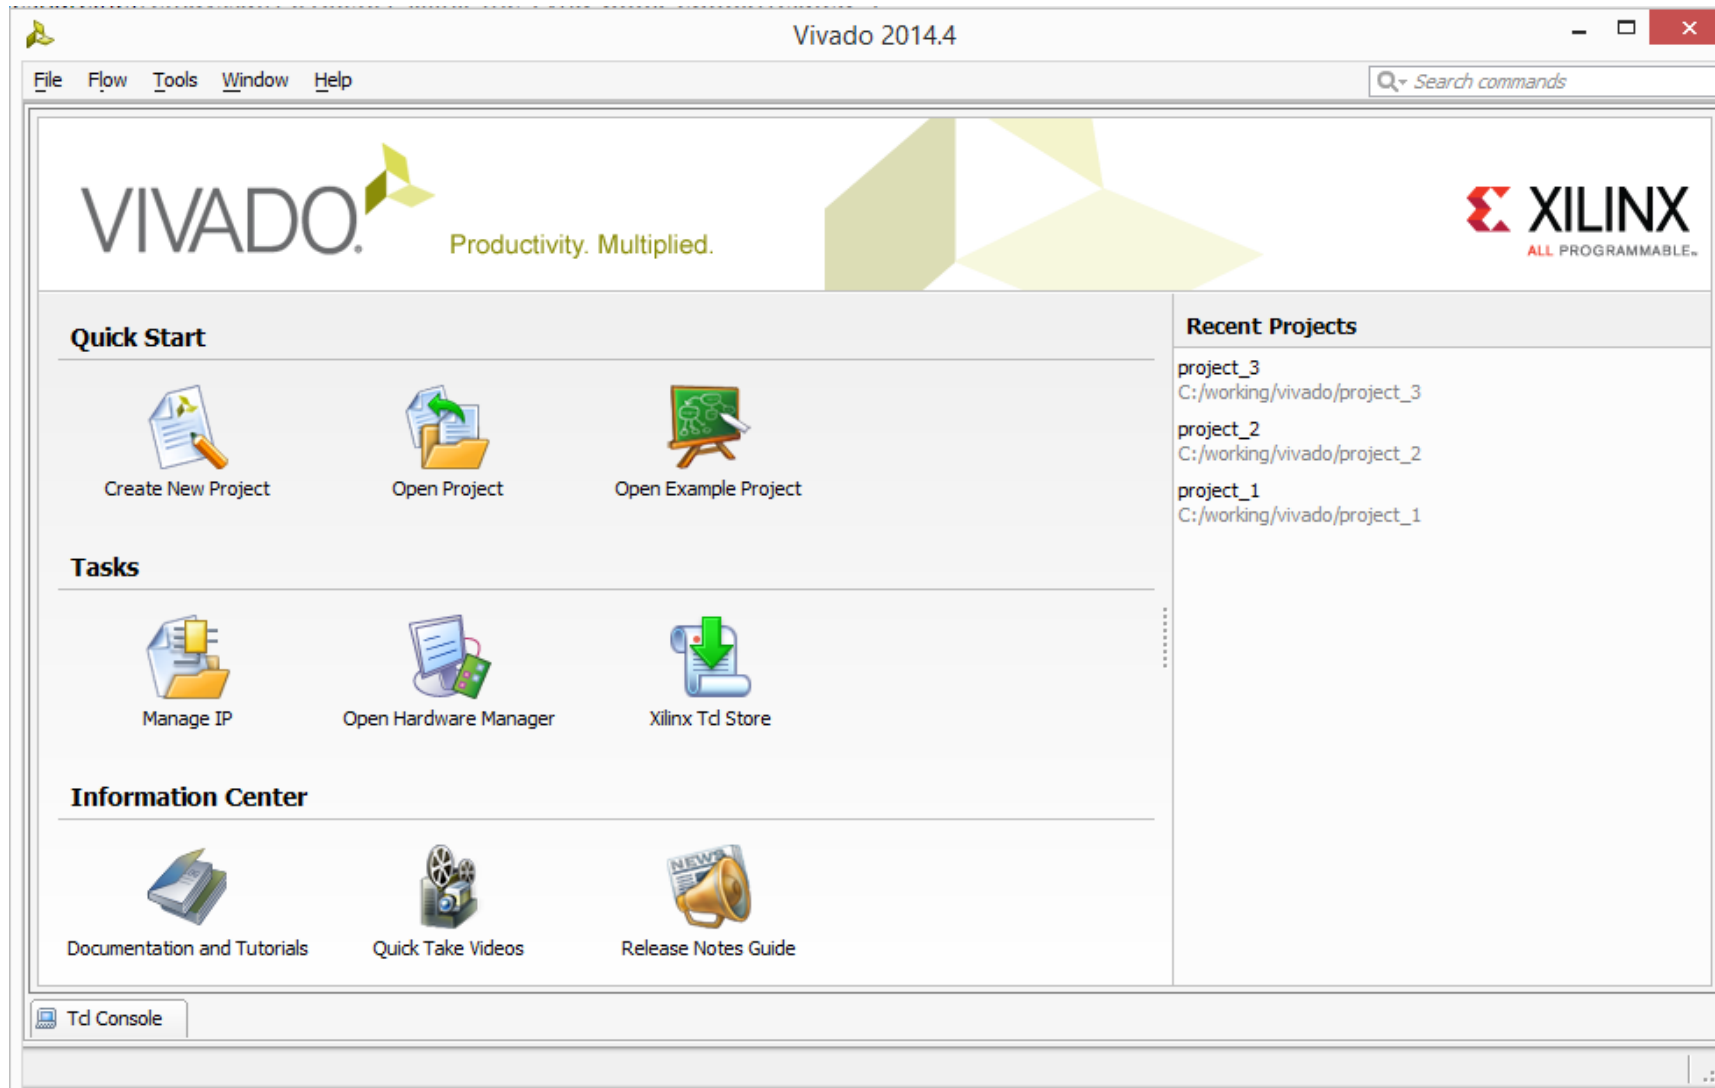 Vivado 2014.4
File Flow Tools Window Help
Search commands
VIVADO.
Productivity. Multiplied.
XILINX
ALL PROGRAMMABLE™
Quick Start
Create New Project
Open Project
Open Example Project
Tasks
Manage IP
Open Hardware Manager
Xilinx Tcl Store
Information Center
NEWS
Documentation and Tutorials
Quick Take Videos
Release Notes Guide
Recent Projects
project_3
C:/working/vivado/project_3
project_2
C:/working/vivado/project_2
project_1
C:/working/vivado/project_1
Tcl Console